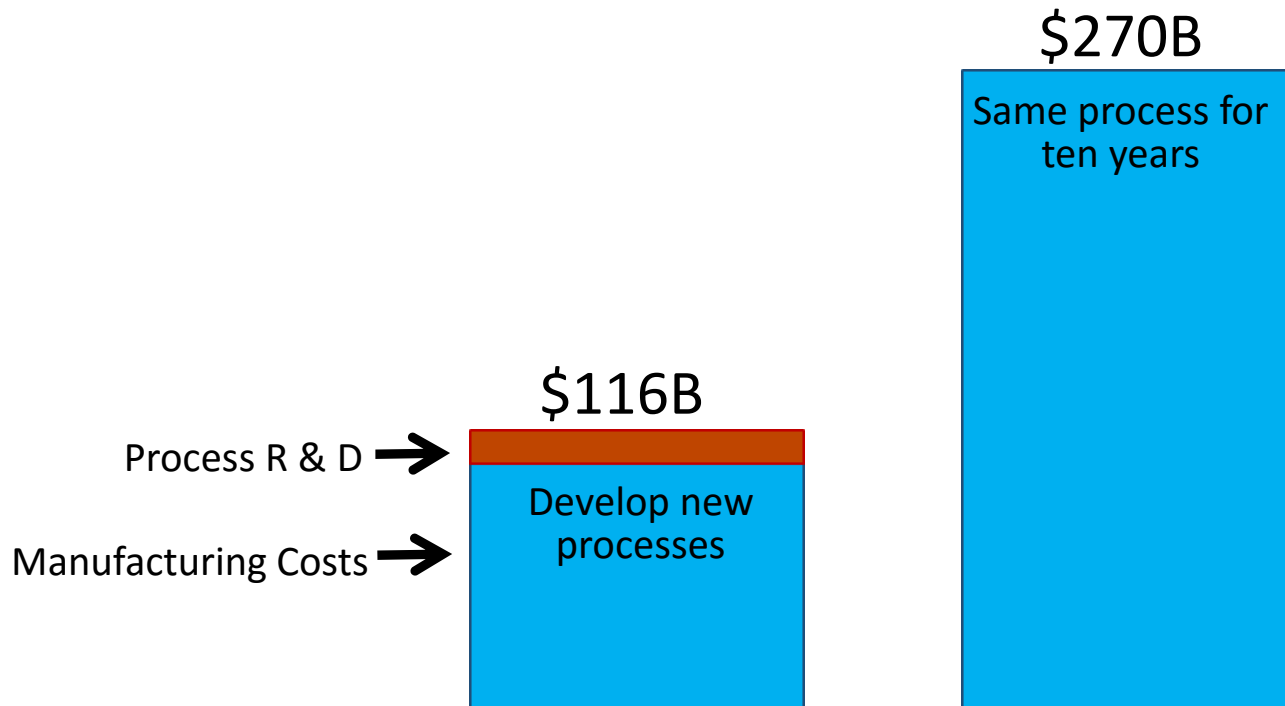 $270B
Same process for
ten years
$116B
Process R & D
Develop new
processes
Manufacturing Costs